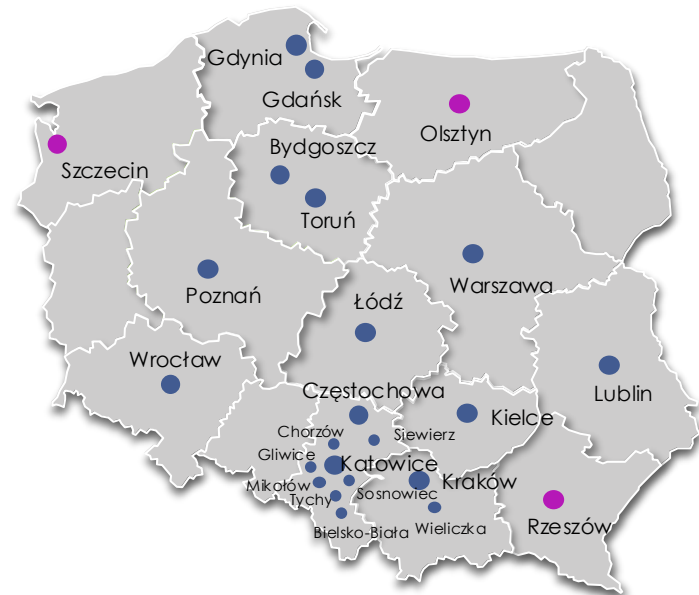 Gdynia
Gdańsk
Olsztyn
Szczecin
Bydgoszcz
Toruń
Poznań
Warszawa
Łódź
Wrocław
Lublin
Częstochowa
Kielce
Chorzów
Siewierz
Gliwice
Katowice
Mikołów
Sosnowiec
Kraków
Tychy
Wieliczka
Bielsko-Biała
Rzeszów